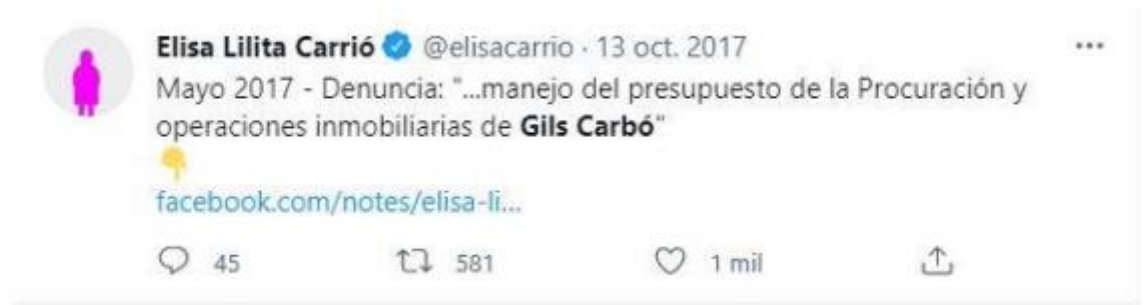 Elisa Lilita Carrió @elisacarrio · 13 oct. 2017
Mayo 2017 - Denuncia: "...manejo del presupuesto de la Procuración y
operaciones inmobiliarias de Gils Carbó"
facebook.com/notes/elisa-li...
45 581 1 mil